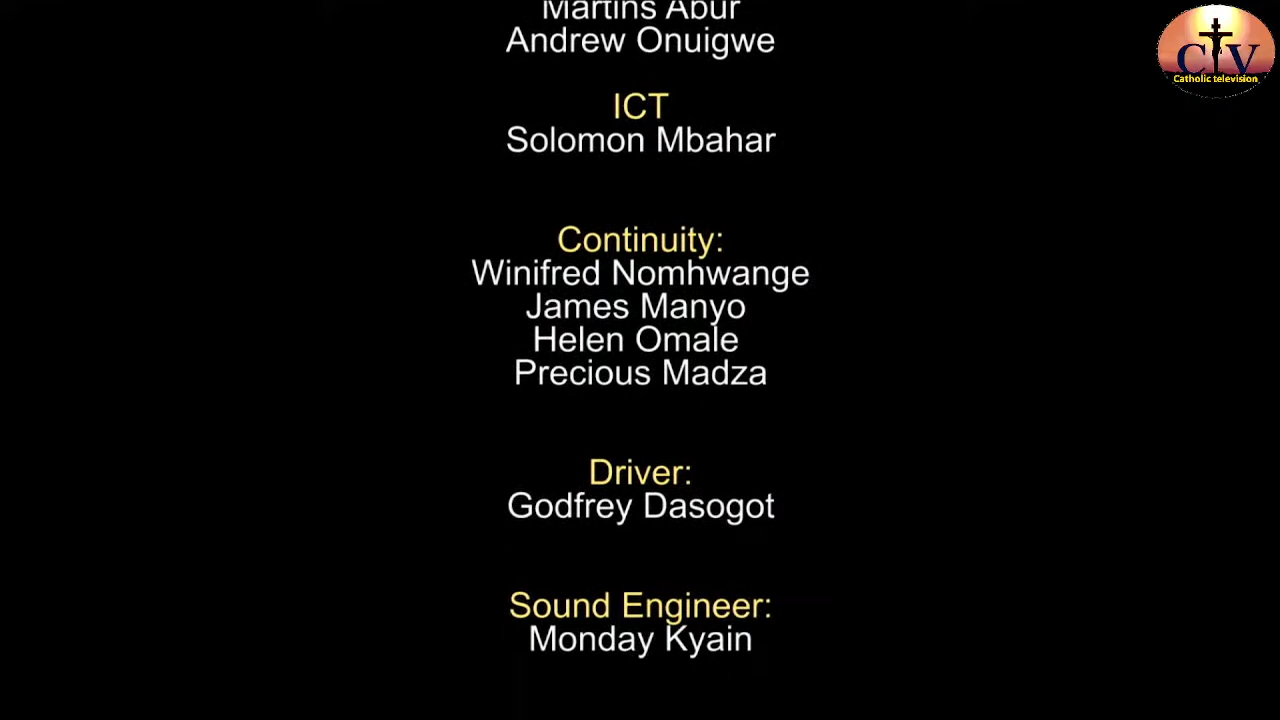 Martins Abur
Andrew Onuigwe
ICT
Solomon Mbahar
Continuity:
Winifred Nomhwange
James Manyo
Helen Omale
Precious Madza
Driver:
Godfrey Dasogot
Sound Engineer:
Monday Kyain
CTV
Catholic television